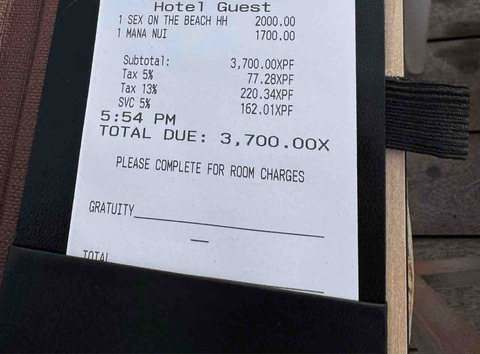 Hotel Guest
1 SEX ON THE BEACH HH 2000.00
1 MANA NUI 1700.00
Subtotal: 3,700.00XPF
Tax 5% 77.28XPF
Tax 13% 220.34XPF
SVC 5% 162.01XPF
5:54 PM
TOTAL DUE: 3,700.00X
PLEASE COMPLETE FOR ROOM CHARGES
GRATUITY
TOTAL